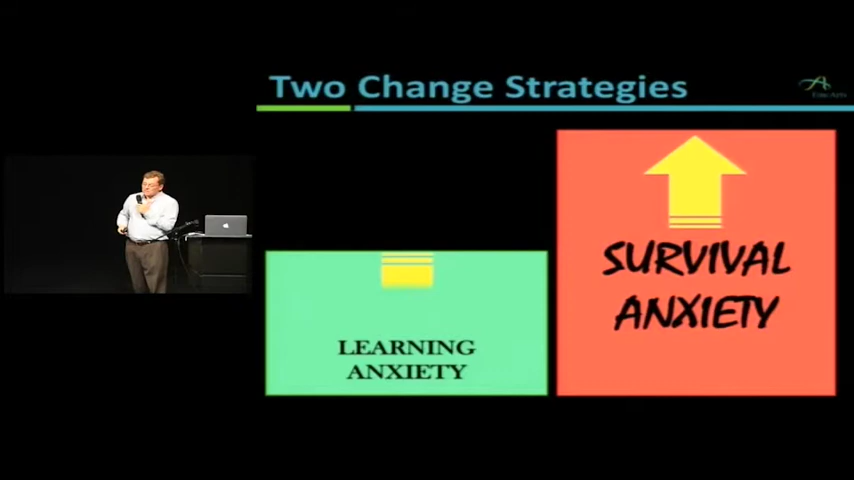 Two Change Strategies
LEARNING
ANXIETY
SURVIVAL
ANXIETY